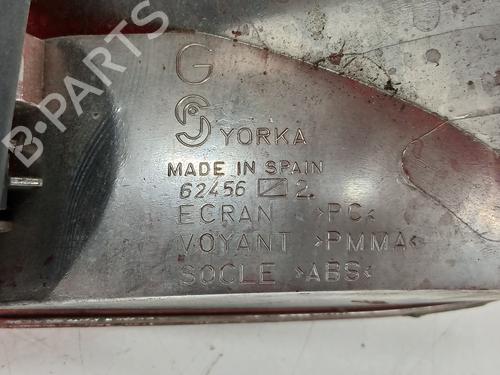 B-PARTS
G
YORKA
MADE IN SPAIN
62456 2
ECRAN >PC<
VOYANT >PMMA<
SOCLE >ABS<